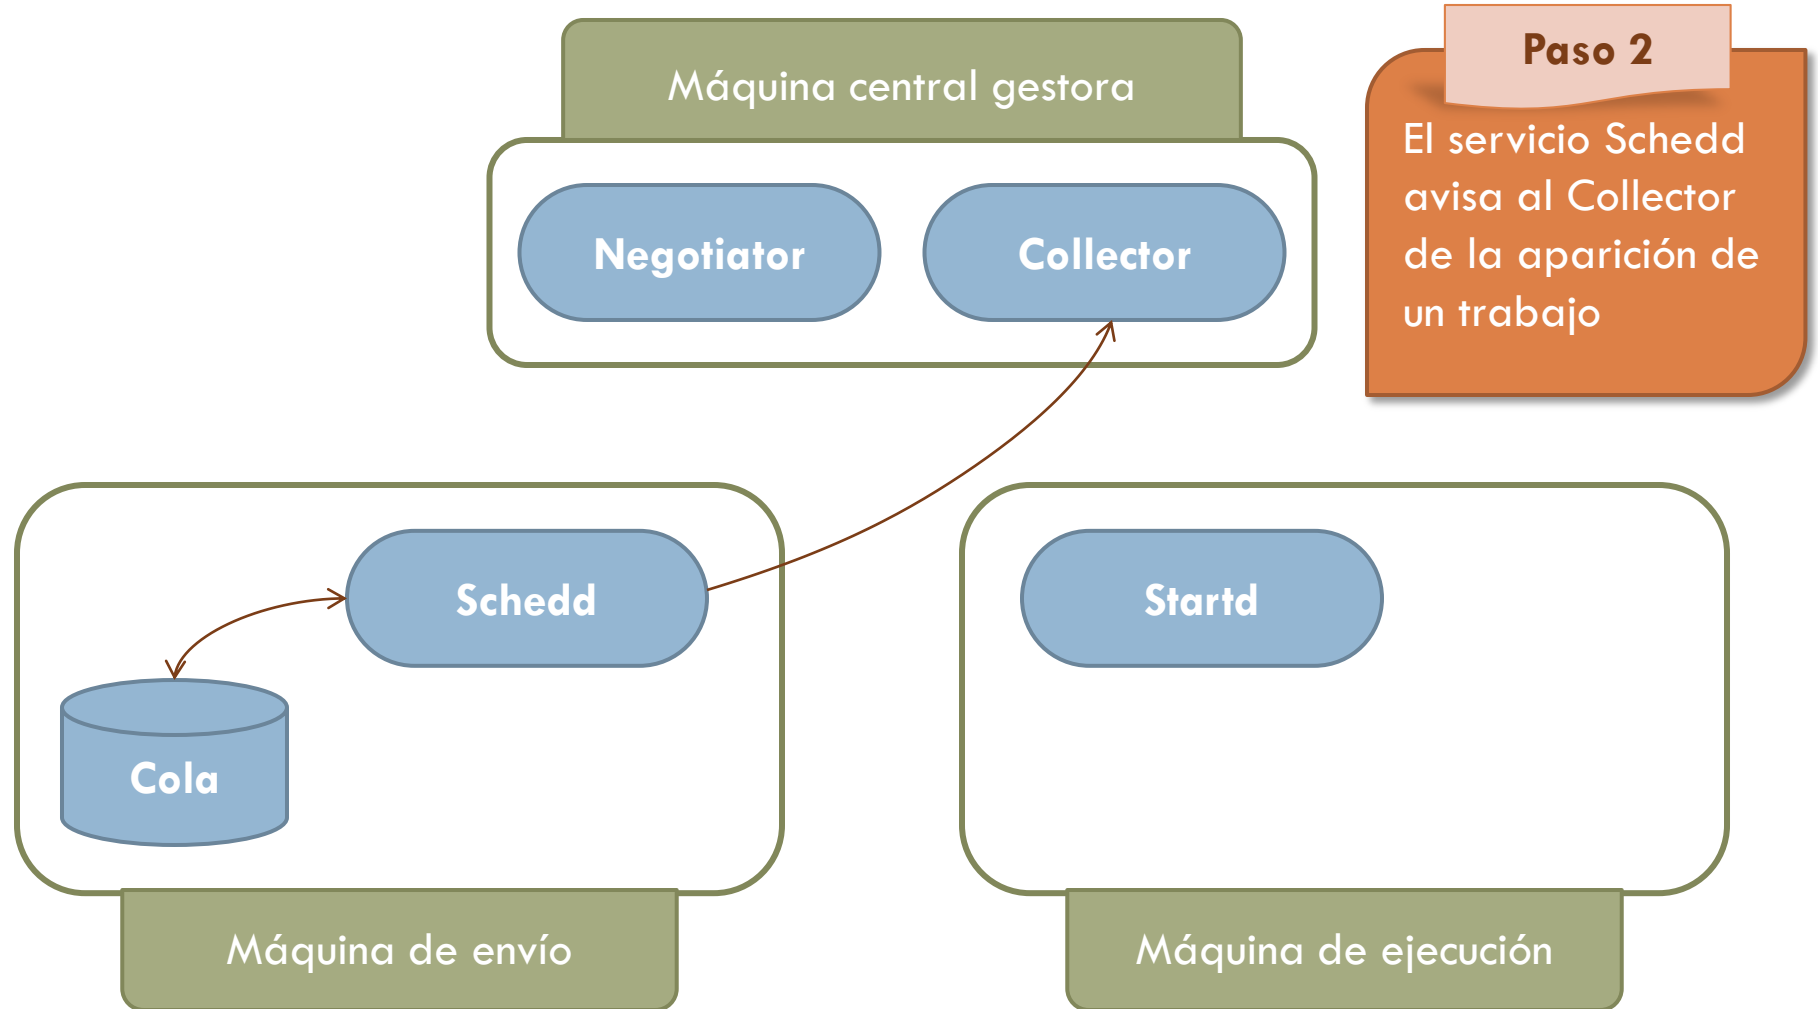 Máquina central gestora
Negotiator
Collector
Paso 2
El servicio Schedd
avisa al Collector
de la aparición de
un trabajo
Schedd
Cola
Máquina de envío
Startd
Máquina de ejecución